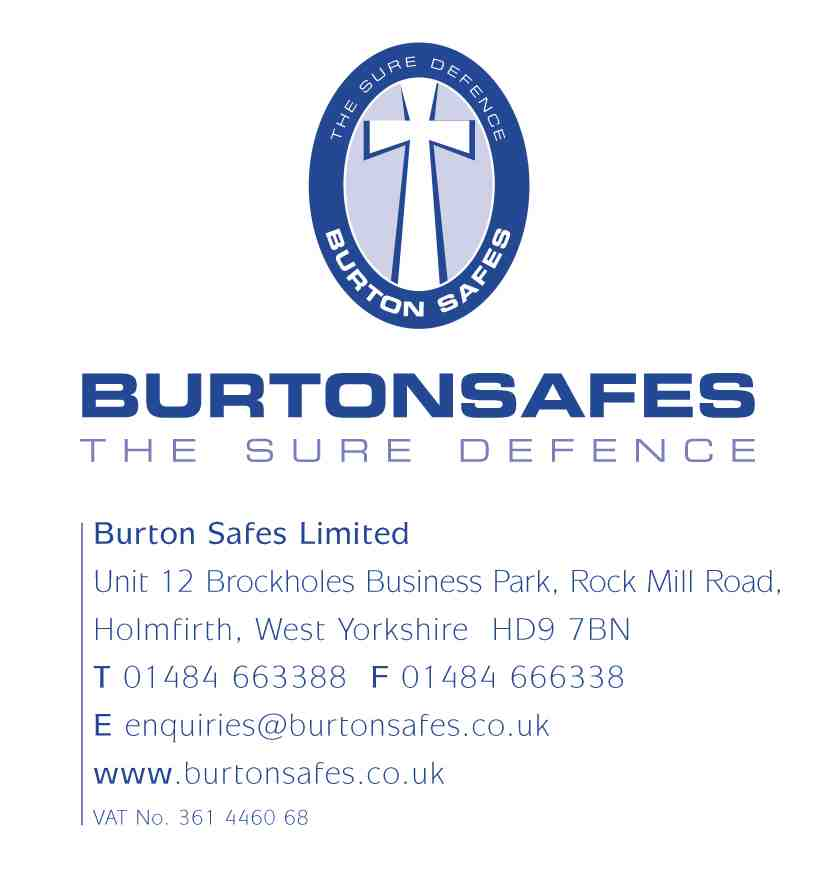 THE SURE DEFENCE
BURTON SAFES
BURTONSAFES
THE SURE DEFENCE
Burton Safes Limited
Unit 12 Brockholes Business Park, Rock Mill Road,
Holmfirth, West Yorkshire HD9 7BN
T 01484 663388 F 01484 666338
E enquiries@burtonsafes.co.uk
www.burtonsafes.co.uk
VAT No. 361 4460 68